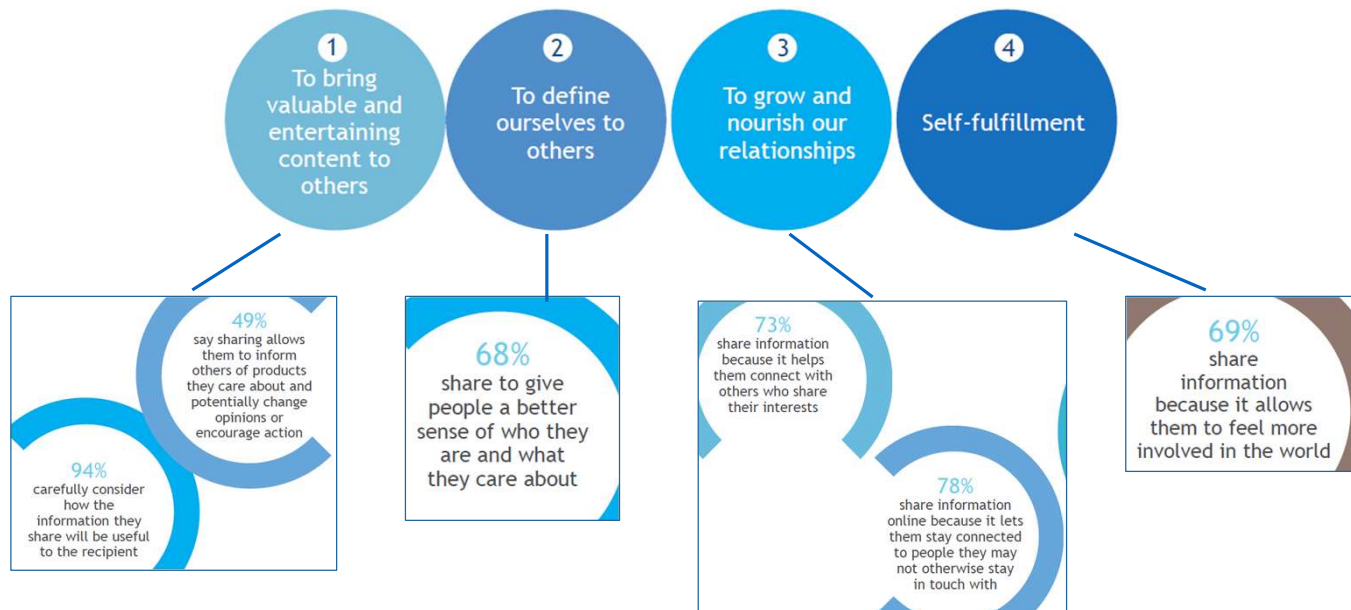 1
To bring
valuable and
entertaining
content to
others
2
To define
ourselves to
others
3
To grow and
nourish our
relationships
4
Self-fulfillment
49%
say sharing allows
them to inform
others of products
they care about and
potentially change
opinions or
encourage action
94%
carefully consider
how the
information they
share will be useful
to the recipient
68%
share to give
people a better
sense of who they
are and what
they care about
73%
share information
because it helps
them connect with
others who share
their interests
78%
share information
online because it lets
them stay connected
to people they may
not otherwise stay
in touch with
69%
share
information
because it allows
them to feel more
involved in the world